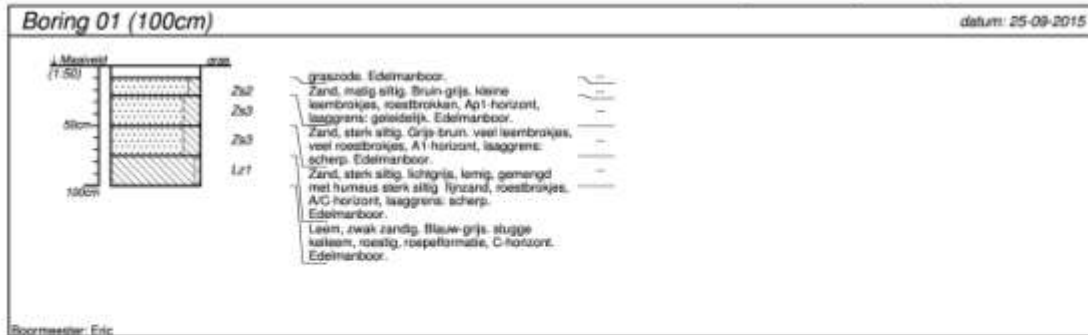 Boring 01 (100cm)
datum: 25-09-2015
↓ Maaiveld
gras
(1:50)
50cm
100cm
Zs2
Zs3
Zs3
Lz1
graszode. Edelmanboor.
Zand, matig siltig. Bruin-grijs. kleine
leembrokjes, roestbrokken, Ap1-horizont,
laaggrens: geleidelijk. Edelmanboor.
Zand, sterk siltig. Grijs-bruin. veel leembrokjes,
veel roestbrokjes, A1-horizont, laaggrens:
scherp. Edelmanboor.
Zand, sterk siltig. lichtgrijs, lemig, gemengd
met humeus sterk siltig fijnzand, roestbrokjes,
A/C-horizont, laaggrens: scherp.
Edelmanboor.
Leem, zwak zandig. Blauw-grijs. stugge
keileem, roestig, C-horizont.
Edelmanboor.
Boormeester: Eric